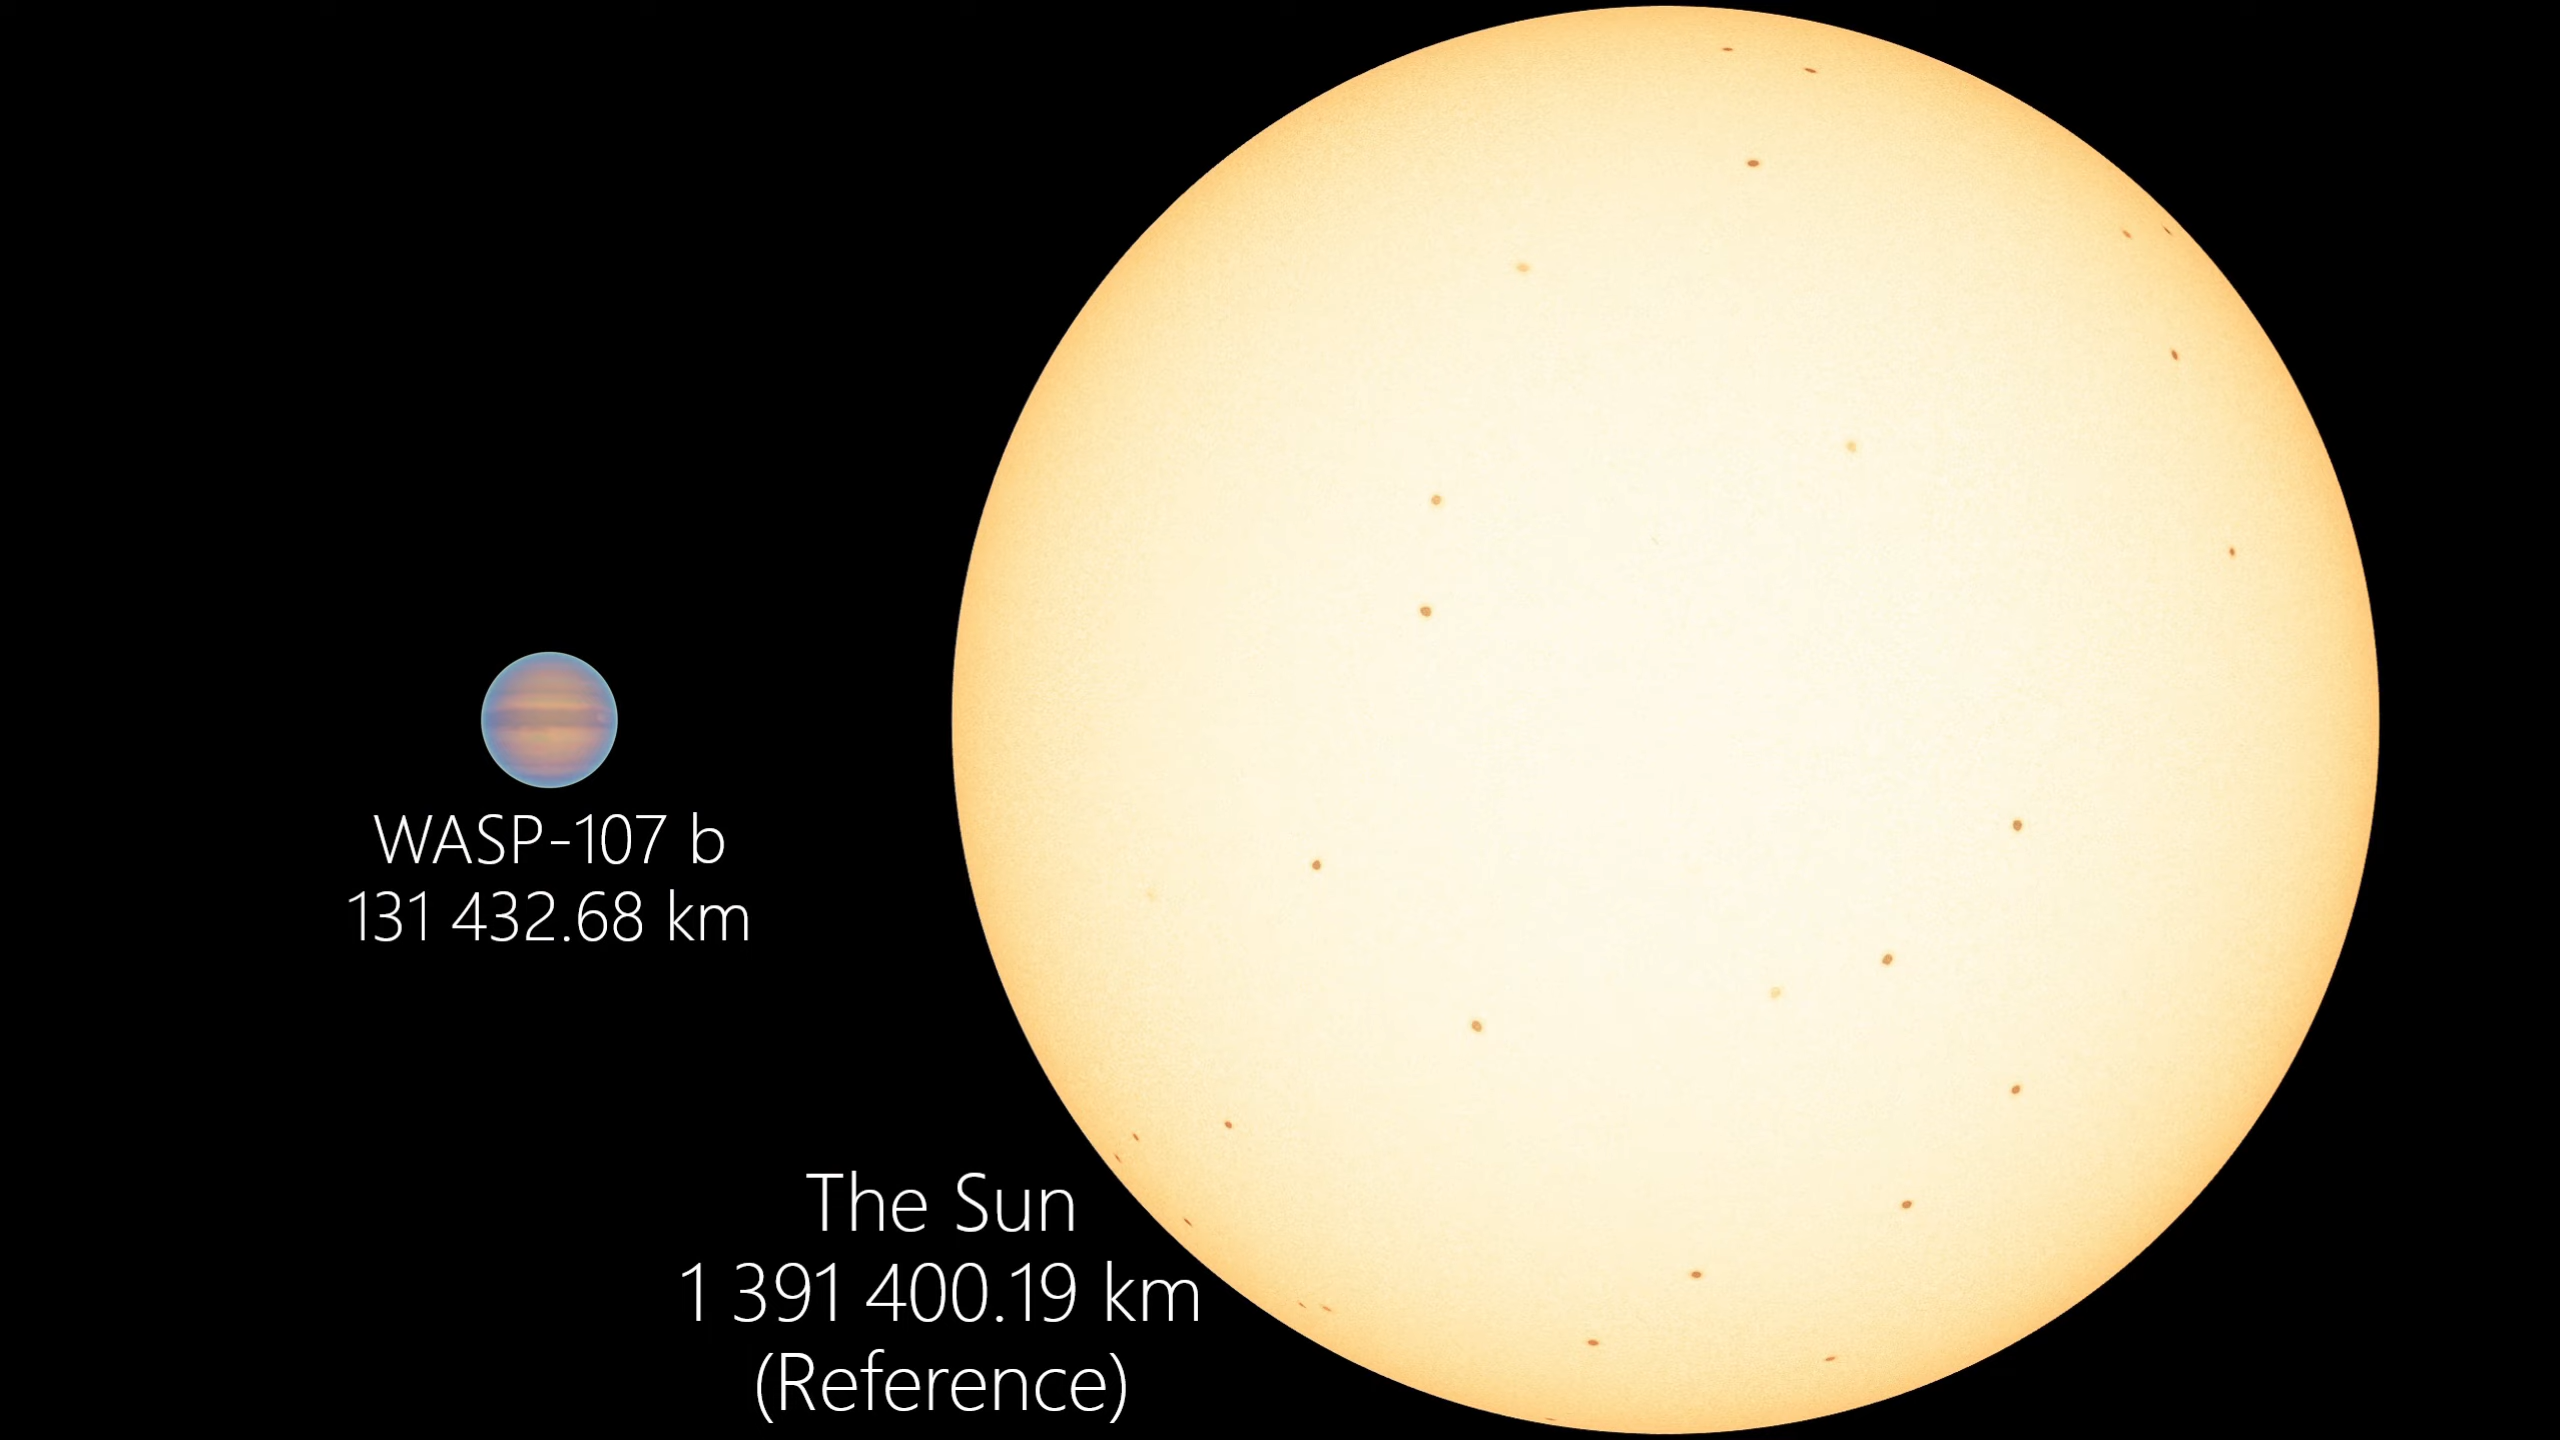 WASP-107 b
131 432.68 km
The Sun
1 391 400.19 km
(Reference)